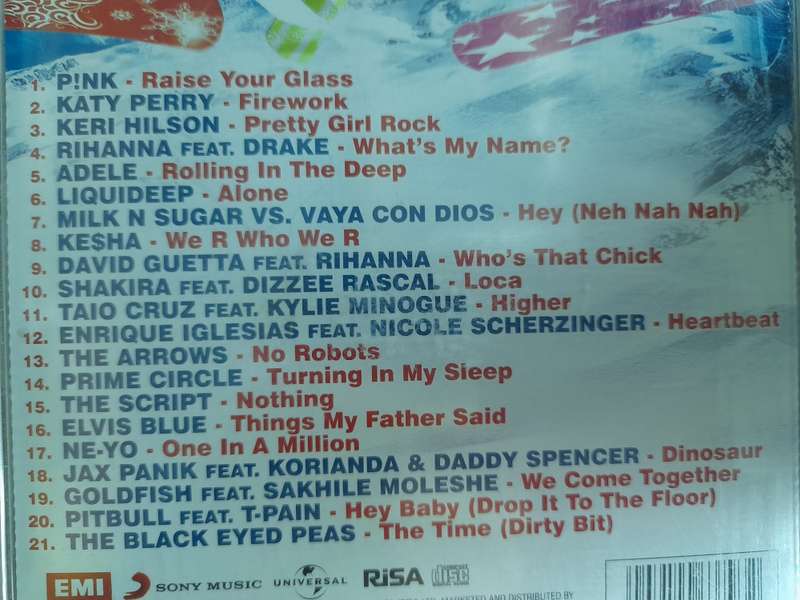 1. P!NK - Raise Your Glass
2. KATY PERRY - Firework
3. KERI HILSON - Pretty Girl Rock
4. RIHANNA FEAT. DRAKE - What's My Name?
5. ADELE - Rolling In The Deep
6. LIQUIDEEP - Alone
7. MILK N SUGAR VS. VAYA CON DIOS - Hey (Neh Nah Nah)
8. KE$HA - We R Who We R
9. DAVID GUETTA FEAT. RIHANNA - Who's That Chick
10. SHAKIRA FEAT. DIZZEE RASCAL - Loca
11. TAIO CRUZ FEAT. KYLIE MINOGUE - Higher
12. ENRIQUE IGLESIAS FEAT. NICOLE SCHERZINGER - Heartbeat
13. THE ARROWS - No Robots
14. PRIME CIRCLE - Turning In My Sleep
15. THE SCRIPT - Nothing
16. ELVIS BLUE - Things My Father Said
17. NE-YO - One In A Million
18. JAX PANIK FEAT. KORIANDA & DADDY SPENCER - Dinosaur
19. GOLDFISH FEAT. SAKHILE MOLESHE - We Come Together
20. PITBULL FEAT. T-PAIN - Hey Baby (Drop It To The Floor)
21. THE BLACK EYED PEAS - The Time (Dirty Bit)
EMI SONY MUSIC UNIVERSAL RiSA disc
MARKETED AND DISTRIBUTED BY